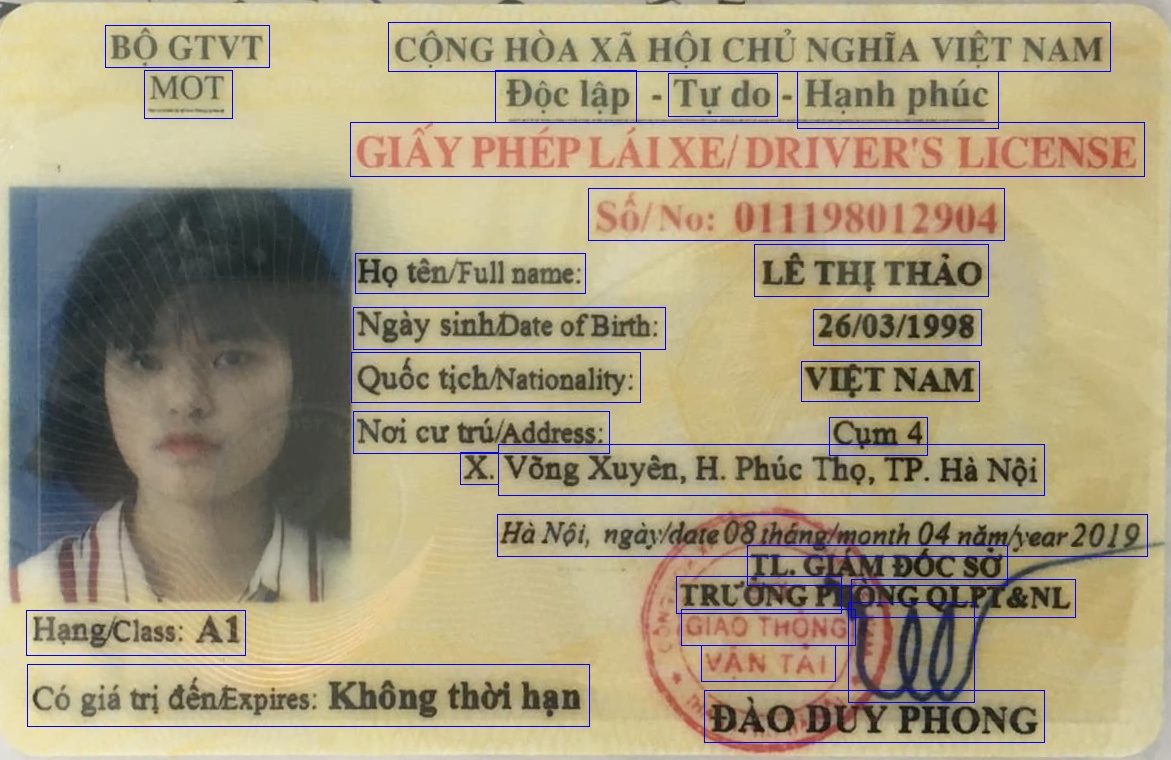 BỘ GTVT
MOT
CỘNG HÒA XÃ HỘI CHỦ NGHĨA VIỆT NAM
Độc lập - Tự do - Hạnh phúc
GIẤY PHÉP LÁI XE/ DRIVER'S LICENSE
Số/ No: 011198012904
Họ tên/Full name: LÊ THỊ THẢO
Ngày sinh/Date of Birth: 26/03/1998
Quốc tịch/Nationality: VIỆT NAM
Nơi cư trú/Address: Cụm 4
X. Võng Xuyên, H. Phúc Thọ, TP. Hà Nội
Hà Nội, ngày/date 08 tháng/month 04 năm/year 2019
TL. GIÁM ĐỐC SỞ
TRƯỞNG PHÒNG QLPT&NL
GIAO THÔNG
VẬN TẢI
ĐÀO DUY PHONG
Hạng/Class: A1
Có giá trị đến/Expires: Không thời hạn